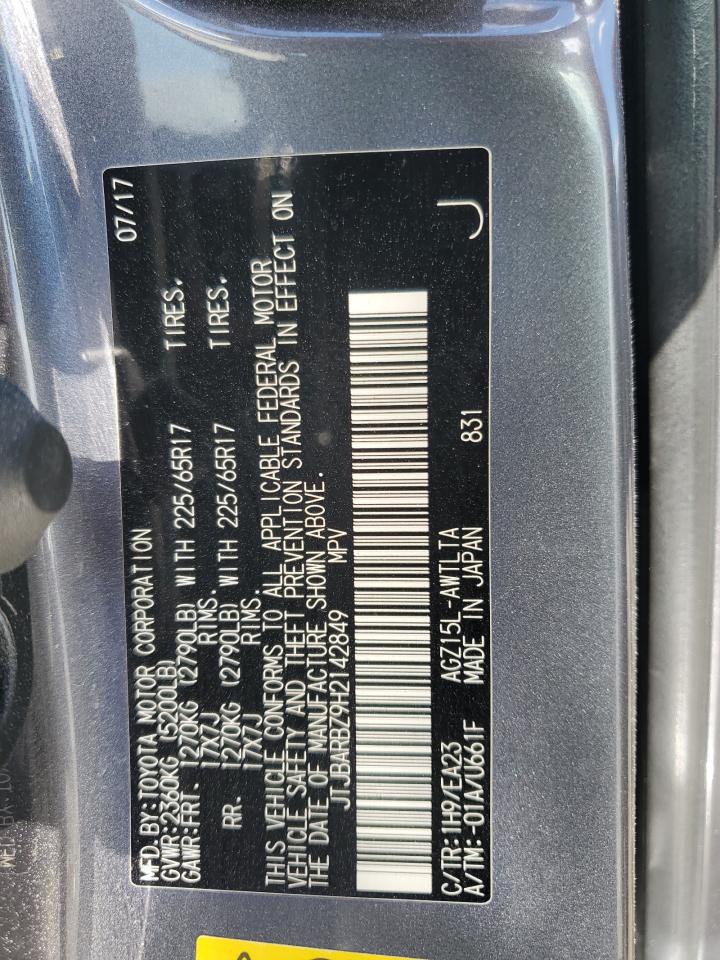 MFD. BY: TOYOTA MOTOR CORPORATION 07/17
GVWR: 2360KG (5200LB)
GAWR: FRT. 1270KG (2790LB) WITH 225/65R17 TIRES.
17X7J RIMS.
RR. 1270KG (2790LB) WITH 225/65R17 TIRES.
17X7J RIMS.
THIS VEHICLE CONFORMS TO ALL APPLICABLE FEDERAL MOTOR
VEHICLE SAFETY AND THEFT PREVENTION STANDARDS IN EFFECT ON
THE DATE OF MANUFACTURE SHOWN ABOVE.
JTJBARBZ9H2142849 MPV
C/TR: 1H9/EA23 AGZ15L-AWTLTA J
A/TM: -01A/U661F MADE IN JAPAN 831